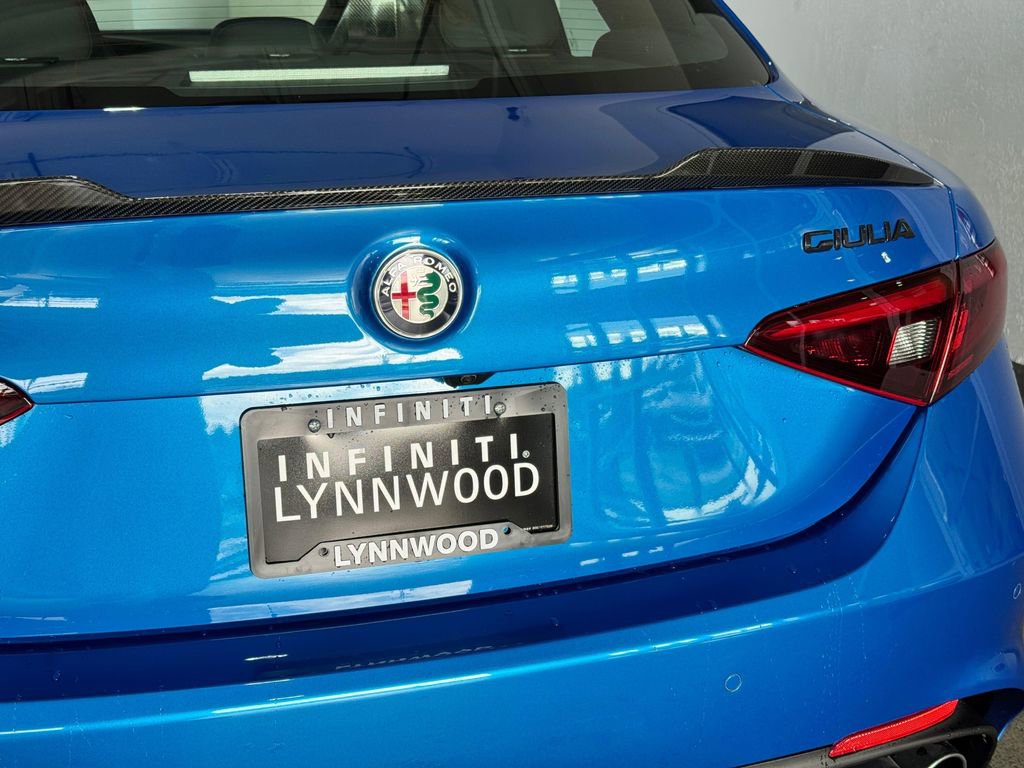 GIULIA
ALFA ROMEO
INFINITI
INFINITI®
LYNNWOOD
LYNNWOOD